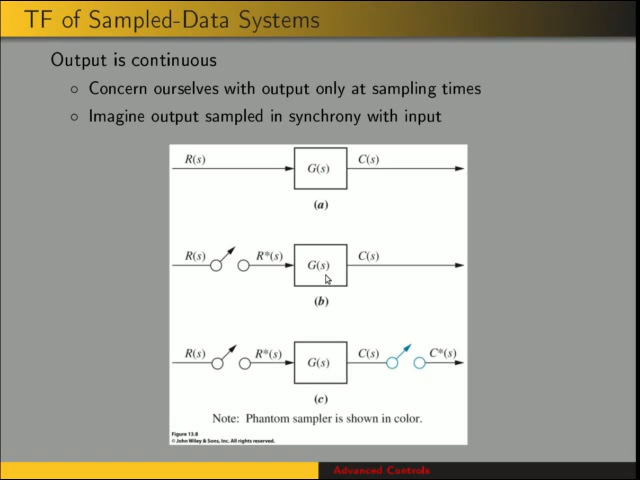 TF of Sampled-Data Systems
Output is continuous
◦ Concern ourselves with output only at sampling times
◦ Imagine output sampled in synchrony with input
R(s) G(s) C(s)
(a)
R(s) R*(s) G(s) C(s)
(b)
R(s) R*(s) G(s) C(s) C*(s)
(c)
Note: Phantom sampler is shown in color.
Figure 13.8
© John Wiley & Sons, Inc. All rights reserved.
Advanced Controls